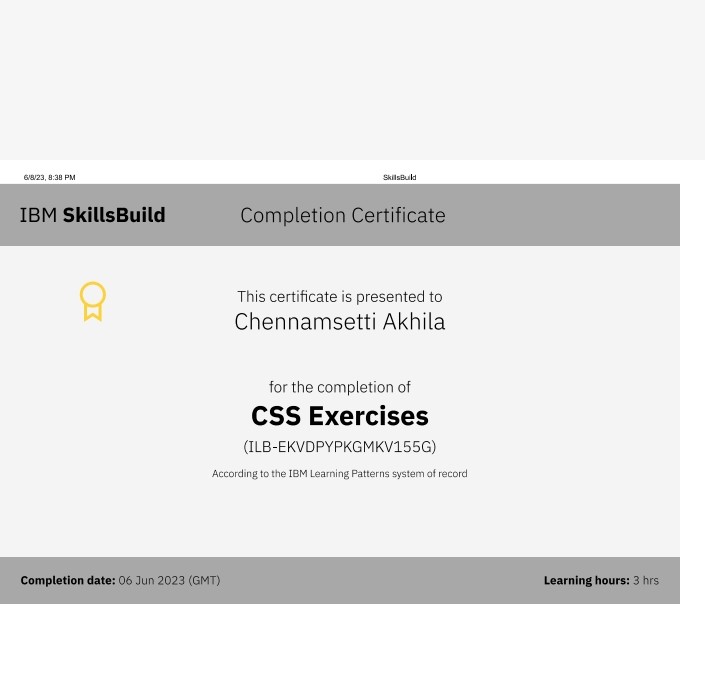 6/8/23, 8:38 PM SkillsBuild
IBM SkillsBuild Completion Certificate
This certificate is presented to
Chennamsetti Akhila
for the completion of
CSS Exercises
(ILB-EKVDPYPKGMKV155G)
According to the IBM Learning Patterns system of record
Completion date: 06 Jun 2023 (GMT) Learning hours: 3 hrs